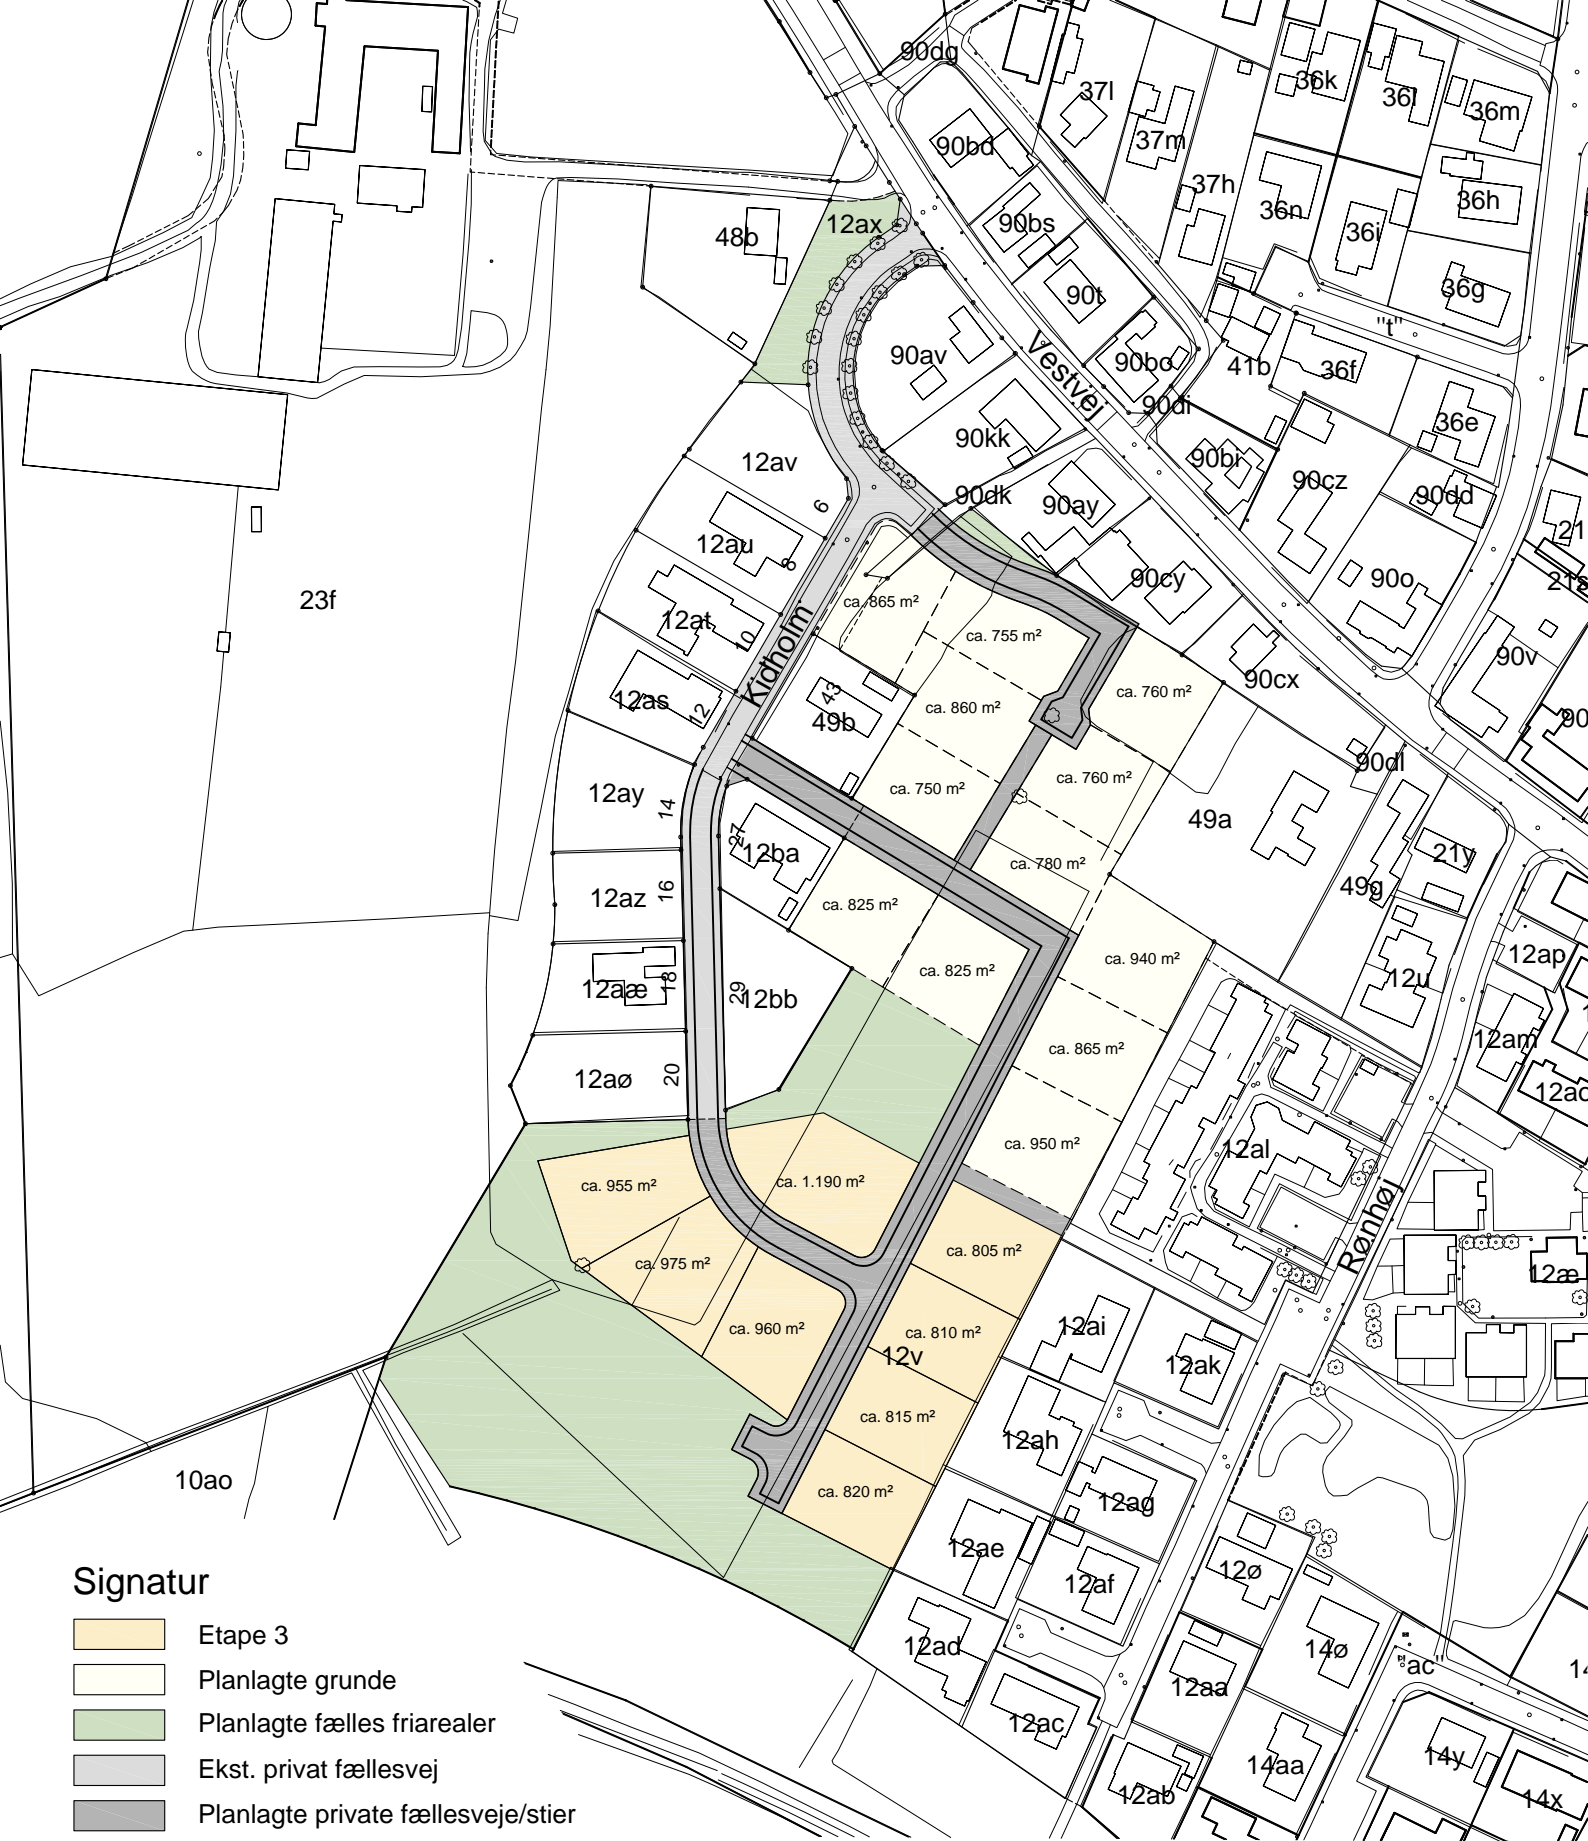 90dg
37l
36k
36l
36m
90bd
37m
37h
36h
48b
12ax
90bs
36n
36i
90t
36g
"t"
90av
Vestvej
90bo
41b
36f
90di
36e
90kk
12av
90bi
90cz
90dd
90dk
90ay
6
12au
8
21
90cy
90o
21s
23f
ca. 865 m²
12at
10
Kidholm
ca. 755 m²
90v
90cx
12as
12
43
49b
ca. 860 m²
ca. 760 m²
90
90dl
12ay
14
ca. 750 m²
ca. 760 m²
49a
27
12ba
ca. 780 m²
21y
49g
12az
16
ca. 825 m²
ca. 825 m²
ca. 940 m²
12ap
12aæ
18
29
12bb
12u
12am
ca. 865 m²
12aø
20
ca. 950 m²
12al
ca. 955 m²
ca. 1.190 m²
Rønhøj
ca. 975 m²
ca. 805 m²
12æ
ca. 960 m²
ca. 810 m²
12v
12ai
12ak
ca. 815 m²
12ah
10ao
ca. 820 m²
12ag
12ae
12af
12ø
12ad
14ø
"ac"
12aa
12ac
14y
14aa
12ab
14x
Signatur
Etape 3
Planlagte grunde
Planlagte fælles friarealer
Ekst. privat fællesvej
Planlagte private fællesveje/stier